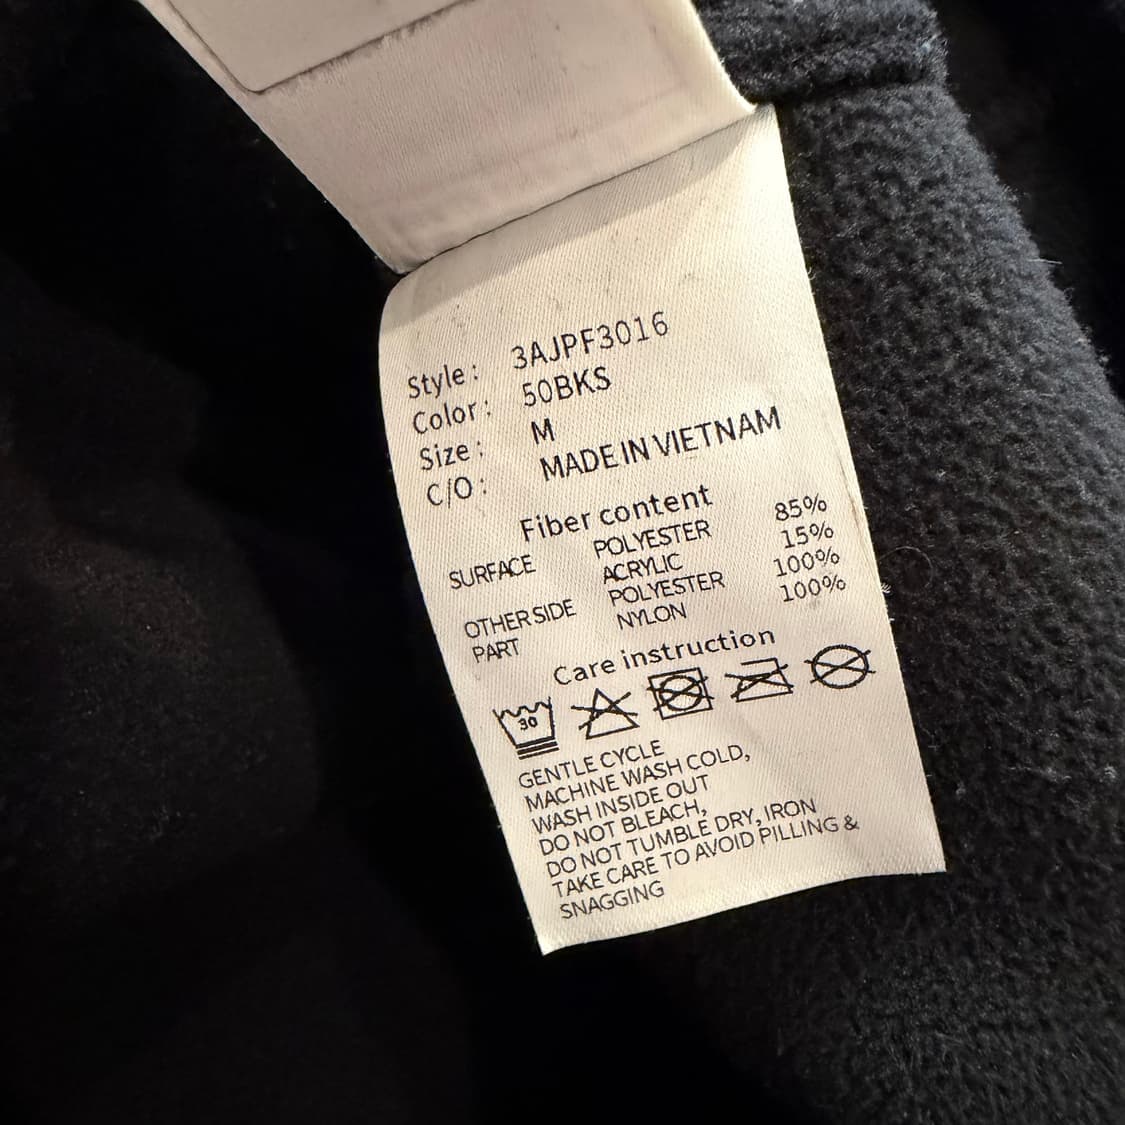 Style: 3AJPF3016
Color: 50BKS
Size: M
C/O: MADE IN VIETNAM
Fiber content
SURFACE POLYESTER 85%
ACRYLIC 15%
OTHERSIDE POLYESTER 100%
PART NYLON 100%
Care instruction
30
GENTLE CYCLE
MACHINE WASH COLD,
WASH INSIDE OUT
DO NOT BLEACH,
DO NOT TUMBLE DRY, IRON
TAKE CARE TO AVOID PILLING &
SNAGGING